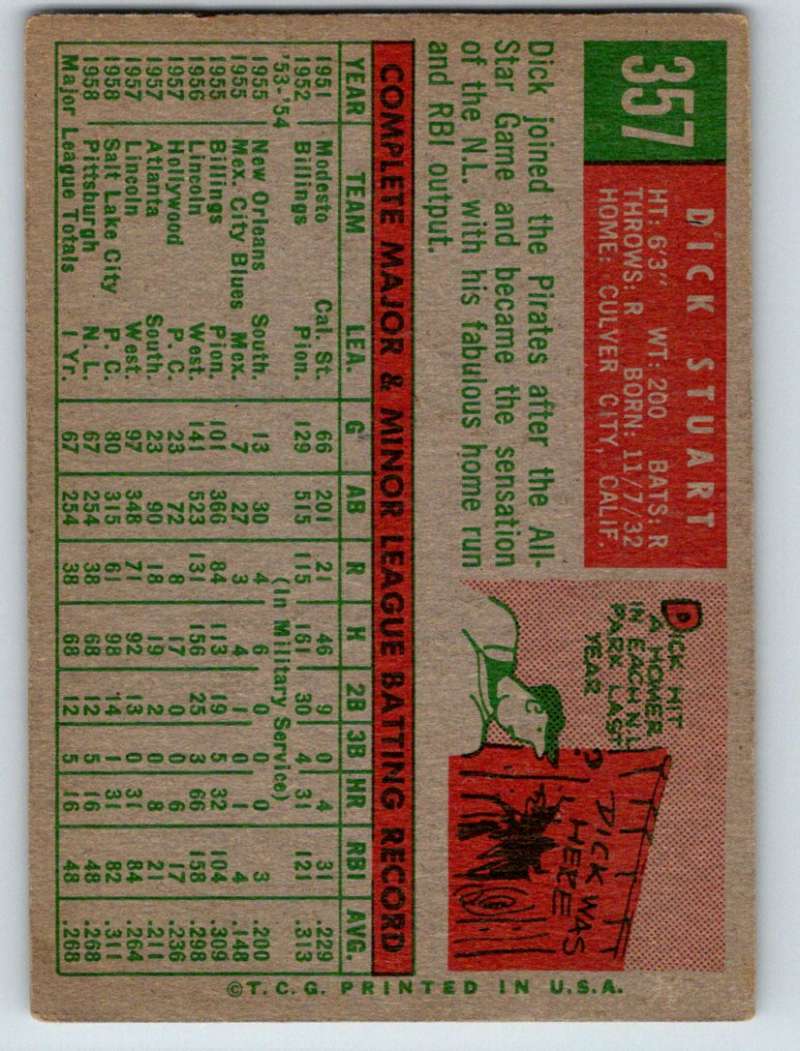 357
DICK STUART
HT: 6'3" WT: 200 BATS: R
THROWS: R BORN: 11/7/32
HOME: CULVER CITY, CALIF.
Dick joined the Pirates after the All-
Star Game and became the sensation
of the N.L. with his fabulous home run
and RBI output.
DICK HIT
A HOMER
IN EACH N.L.
PARK LAST
YEAR
?
DICK WAS
HERE
COMPLETE MAJOR & MINOR LEAGUE BATTING RECORD
YEAR TEAM LEA. G AB R H 2B 3B HR RBI AVG.
1951 Modesto Cal. St. 66 201 21 46 9 0 4 31 .229
1952 Billings Pion. 129 515 115 161 30 4 31 121 .313
'53-'54 (In Military Service)
1955 New Orleans South. 13 30 4 6 0 0 0 3 .200
1955 Mex. City Blues Mex. 7 27 3 4 1 0 1 4 .148
1955 Billings Pion. 101 366 84 113 19 5 32 104 .309
1956 Lincoln West. 141 523 131 156 25 3 66 158 .298
1957 Hollywood P. C. 23 72 8 17 0 0 6 17 .236
1957 Atlanta South. 23 90 18 19 2 0 8 21 .211
1957 Lincoln West. 97 348 71 92 13 0 31 84 .264
1958 Salt Lake City P. C. 80 315 61 98 14 1 31 82 .311
1958 Pittsburgh N. L. 67 254 38 68 12 5 16 48 .268
Major League Totals 1 Yr. 67 254 38 68 12 5 16 48 .268
©T.C.G. PRINTED IN U.S.A.